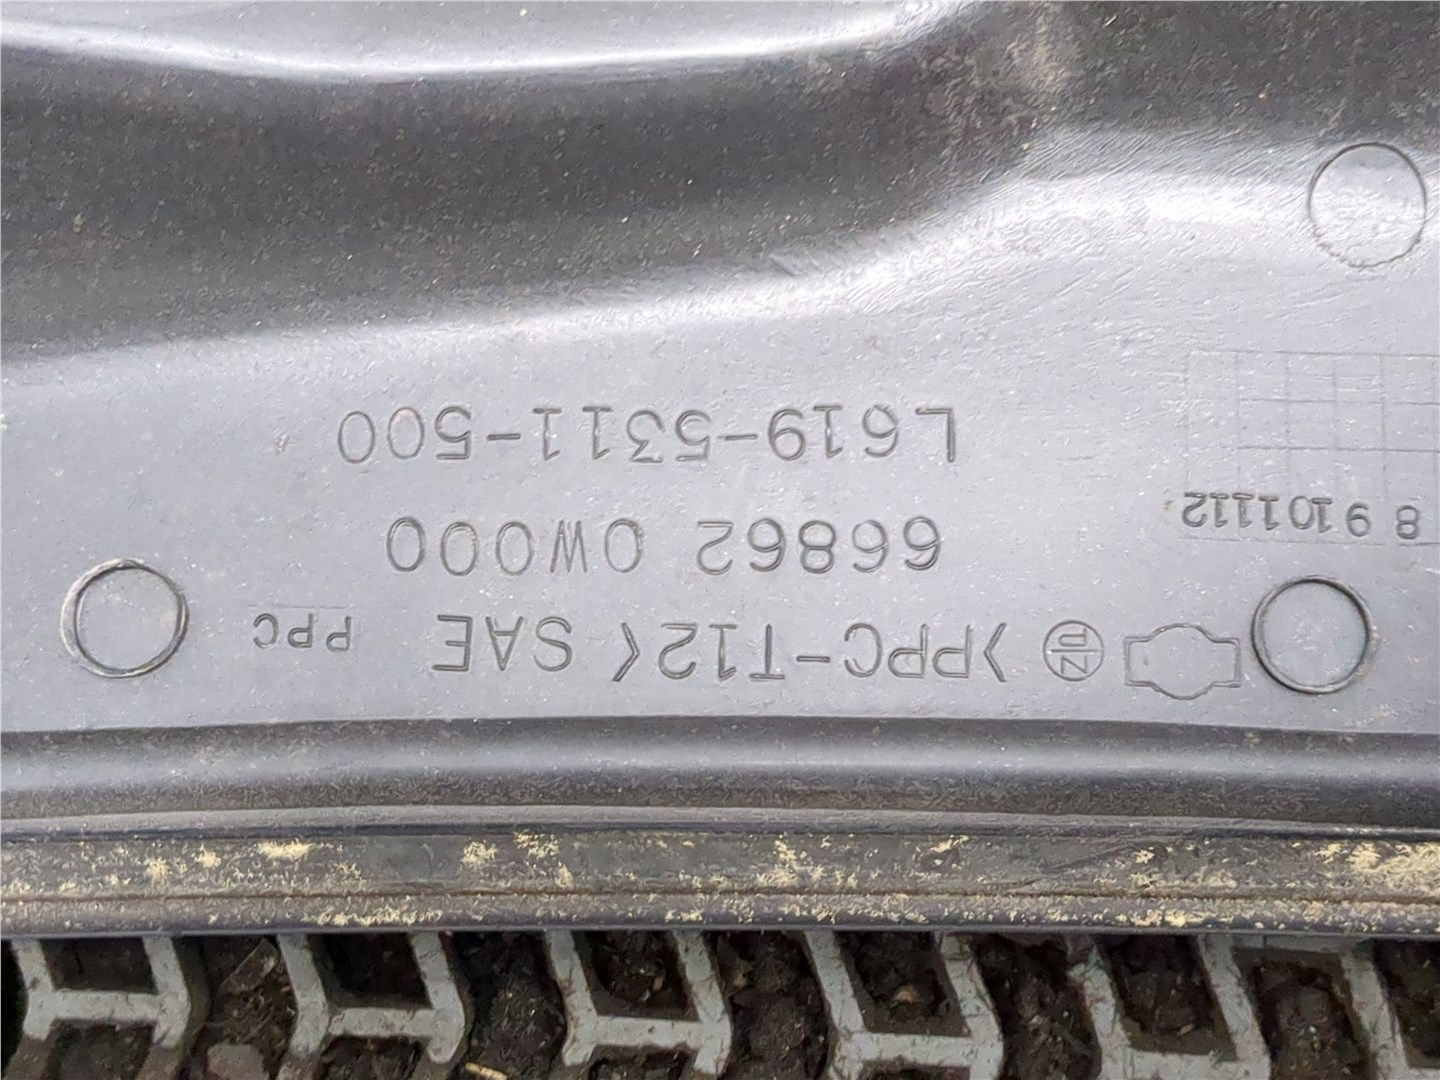 >PPC-T12< SAE PPC
66862 0W000
8 9 10 11 12
L619-5311-500